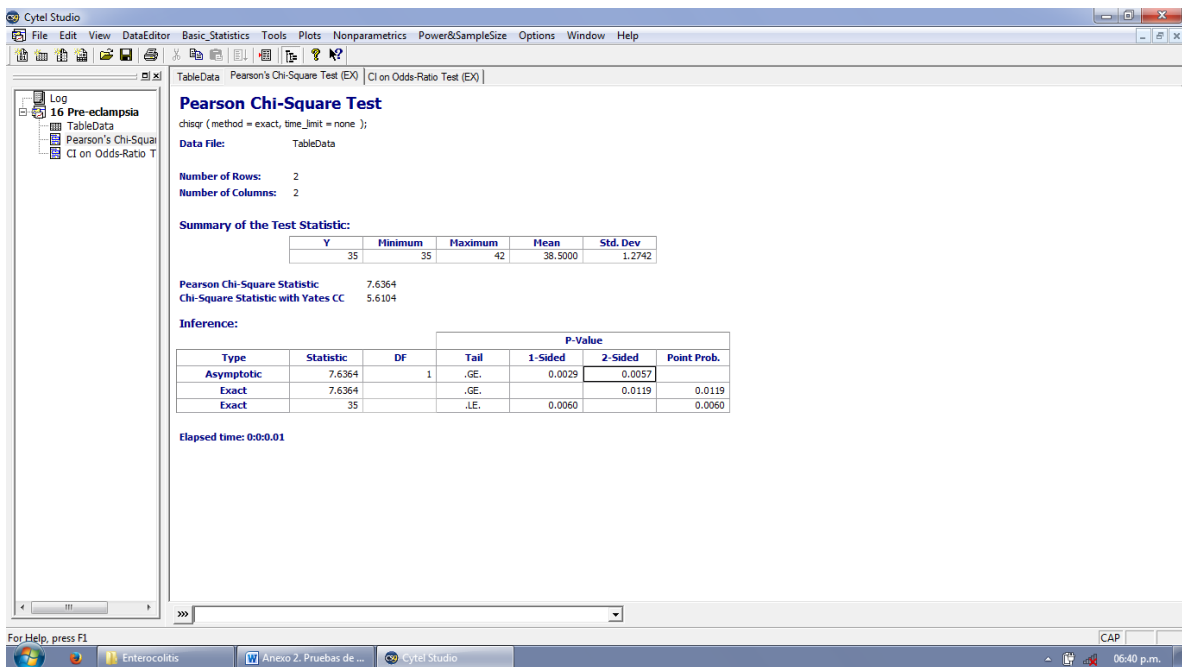 Cytel Studio
File Edit View DataEditor Basic_Statistics Tools Plots Nonparametrics Power&SampleSize Options Window Help
TableData Pearson's Chi-Square Test (EX) CI on Odds-Ratio Test (EX)
Log
16 Pre-eclampsia
TableData
Pearson's Chi-Squar
CI on Odds-Ratio T
Pearson Chi-Square Test
chisqr ( method = exact, time_limit = none );
Data File: TableData
Number of Rows: 2
Number of Columns: 2
Summary of the Test Statistic:
Y Minimum Maximum Mean Std. Dev
35 35 42 38.5000 1.2742
Pearson Chi-Square Statistic 7.6364
Chi-Square Statistic with Yates CC 5.6104
Inference:
P-Value
Type Statistic DF Tail 1-Sided 2-Sided Point Prob.
Asymptotic 7.6364 1 .GE. 0.0029 0.0057
Exact 7.6364 .GE. 0.0119 0.0119
Exact 35 .LE. 0.0060 0.0060
Elapsed time: 0:0:0.01
>>>
For Help, press F1
CAP
Enterocolitis
Anexo 2. Pruebas de ...
Cytel Studio
06:40 p.m.